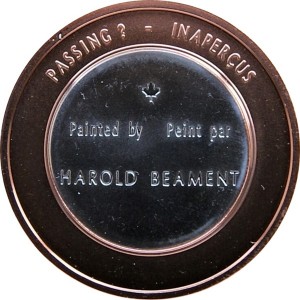 PASSING ? - INAPERÇUS
Painted by Peint par
HAROLD BEAMENT